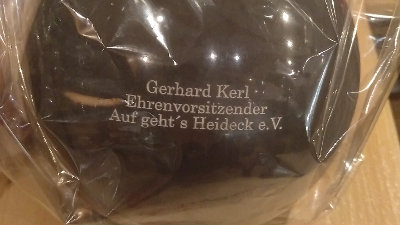 Gerhard Kerl
Ehrenvorsitzender
Auf geht´s Heideck e.V.